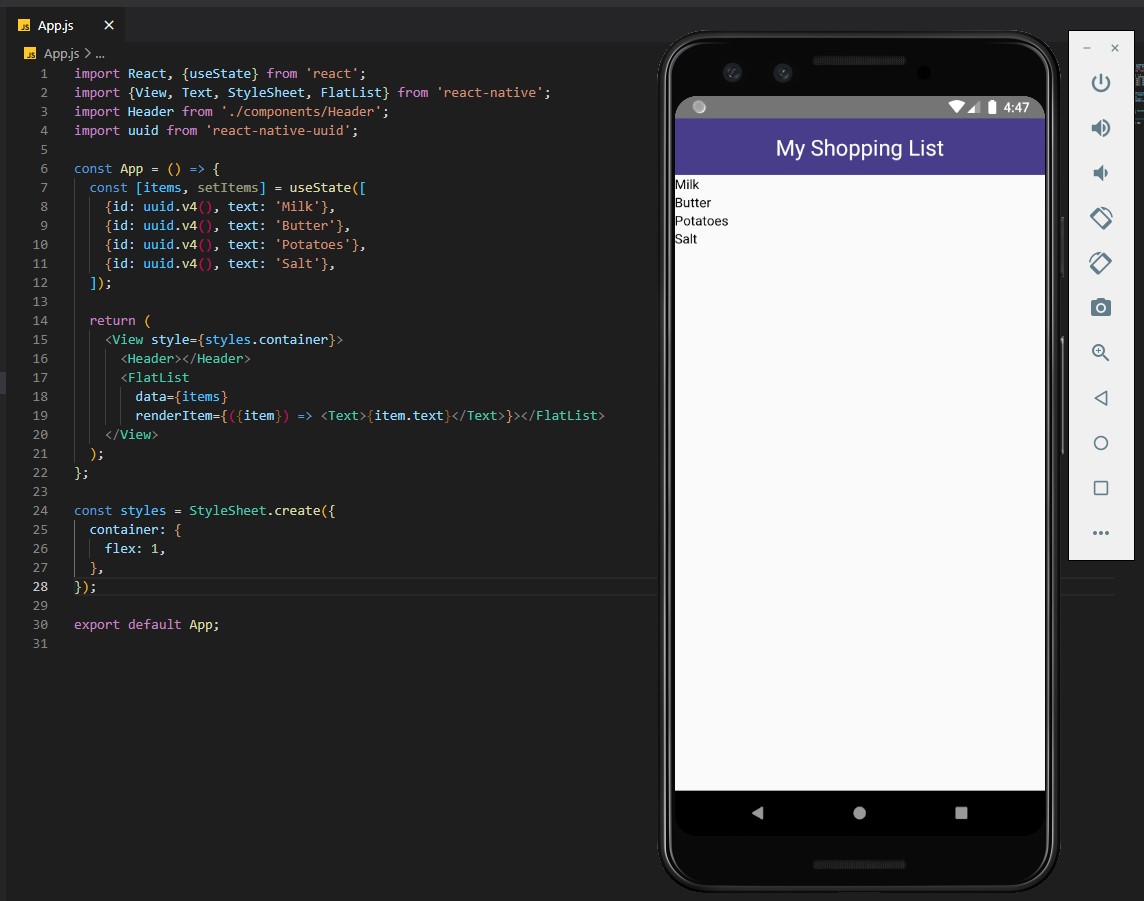 JS App.js ×
JS App.js > ...
1 import React, {useState} from 'react';
2 import {View, Text, StyleSheet, FlatList} from 'react-native';
3 import Header from './components/Header';
4 import uuid from 'react-native-uuid';
5
6 const App = () => {
7 const [items, setItems] = useState([
8 {id: uuid.v4(), text: 'Milk'},
9 {id: uuid.v4(), text: 'Butter'},
10 {id: uuid.v4(), text: 'Potatoes'},
11 {id: uuid.v4(), text: 'Salt'},
12 ]);
13
14 return (
15 <View style={styles.container}>
16 <Header></Header>
17 <FlatList
18 data={items}
19 renderItem={({item}) => <Text>{item.text}</Text>}></FlatList>
20 </View>
21 );
22 };
23
24 const styles = StyleSheet.create({
25 container: {
26 flex: 1,
27 },
28 });
29
30 export default App;
31
4:47
My Shopping List
Milk
Butter
Potatoes
Salt